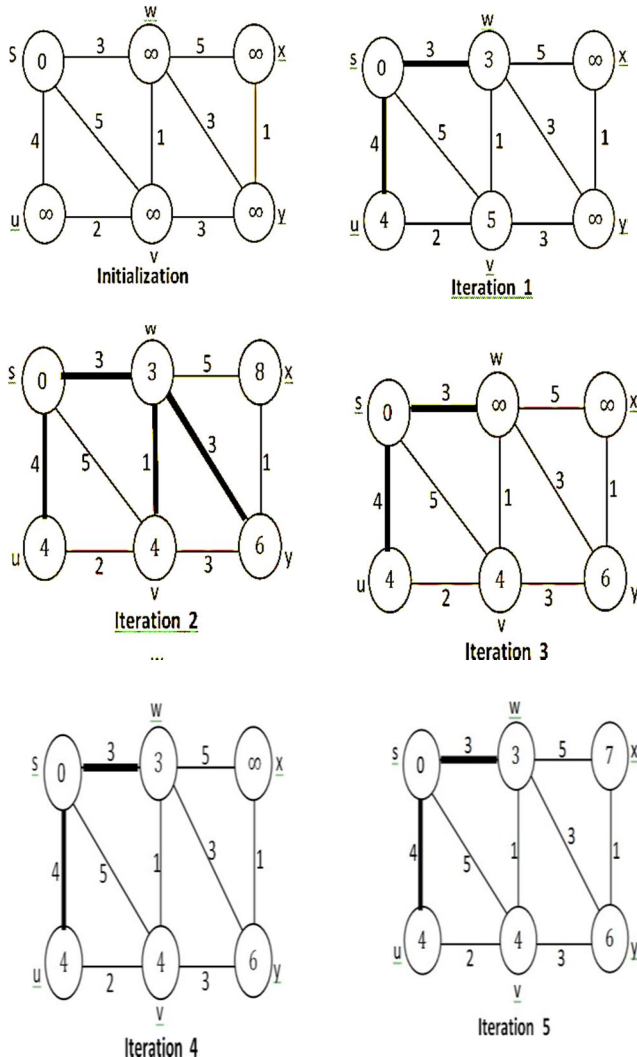 w
3 5
s 0 ∞ ∞ x
4 5 1 3 1
u ∞ ∞ ∞ y
2 3
v
Initialization
w
3 5
s 0 3 ∞ x
4 5 1 3 1
u 4 5 ∞ y
2 3
v
Iteration 1
w
3 5
s 0 3 8 x
4 5 1 3 1
u 4 4 6 y
2 3
v
Iteration 2
w
3 5
s 0 ∞ ∞ x
4 5 1 3 1
u 4 4 6 y
2 3
v
Iteration 3
w
3 5
s 0 3 ∞ x
4 5 1 3 1
u 4 4 6 y
2 3
v
Iteration 4
w
3 5
s 0 3 7 x
4 5 1 3 1
u 4 4 6 y
2 3
v
Iteration 5